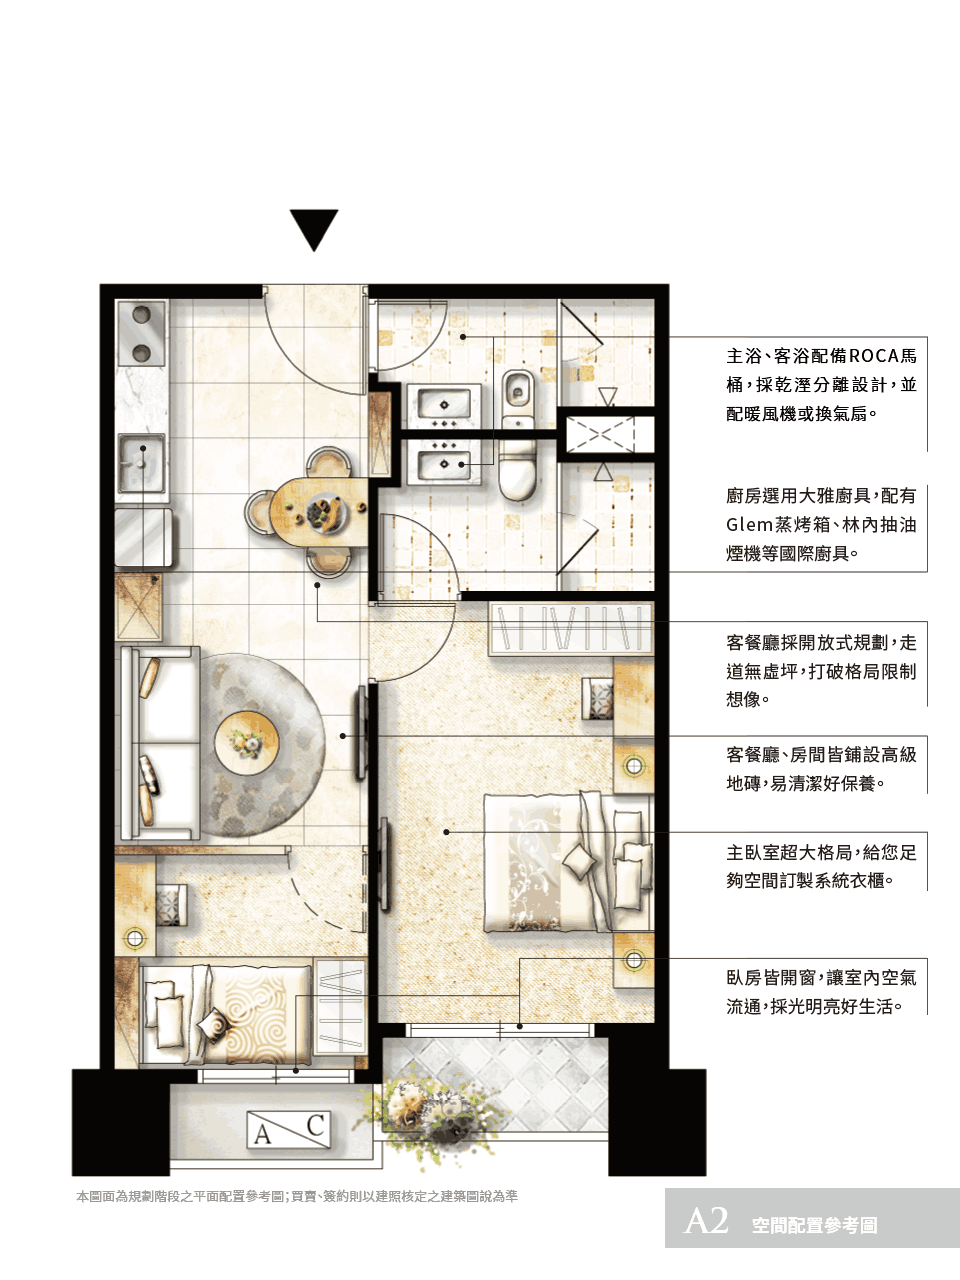 主浴、客浴配備ROCA馬
桶，採乾溼分離設計，並
配暖風機或換氣扇。
廚房選用大雅廚具，配有
Glem蒸烤箱、林內抽油
煙機等國際廚具。
客餐廳採開放式規劃，走
道無虛坪，打破格局限制
想像。
客餐廳、房間皆鋪設高級
地磚，易清潔好保養。
主臥室超大格局，給您足
夠空間訂製系統衣櫃。
臥房皆開窗，讓室內空氣
流通，採光明亮好生活。
A C
本圖面為規劃階段之平面配置參考圖；買賣、簽約則以建照核定之建築圖說為準
A2 空間配置參考圖